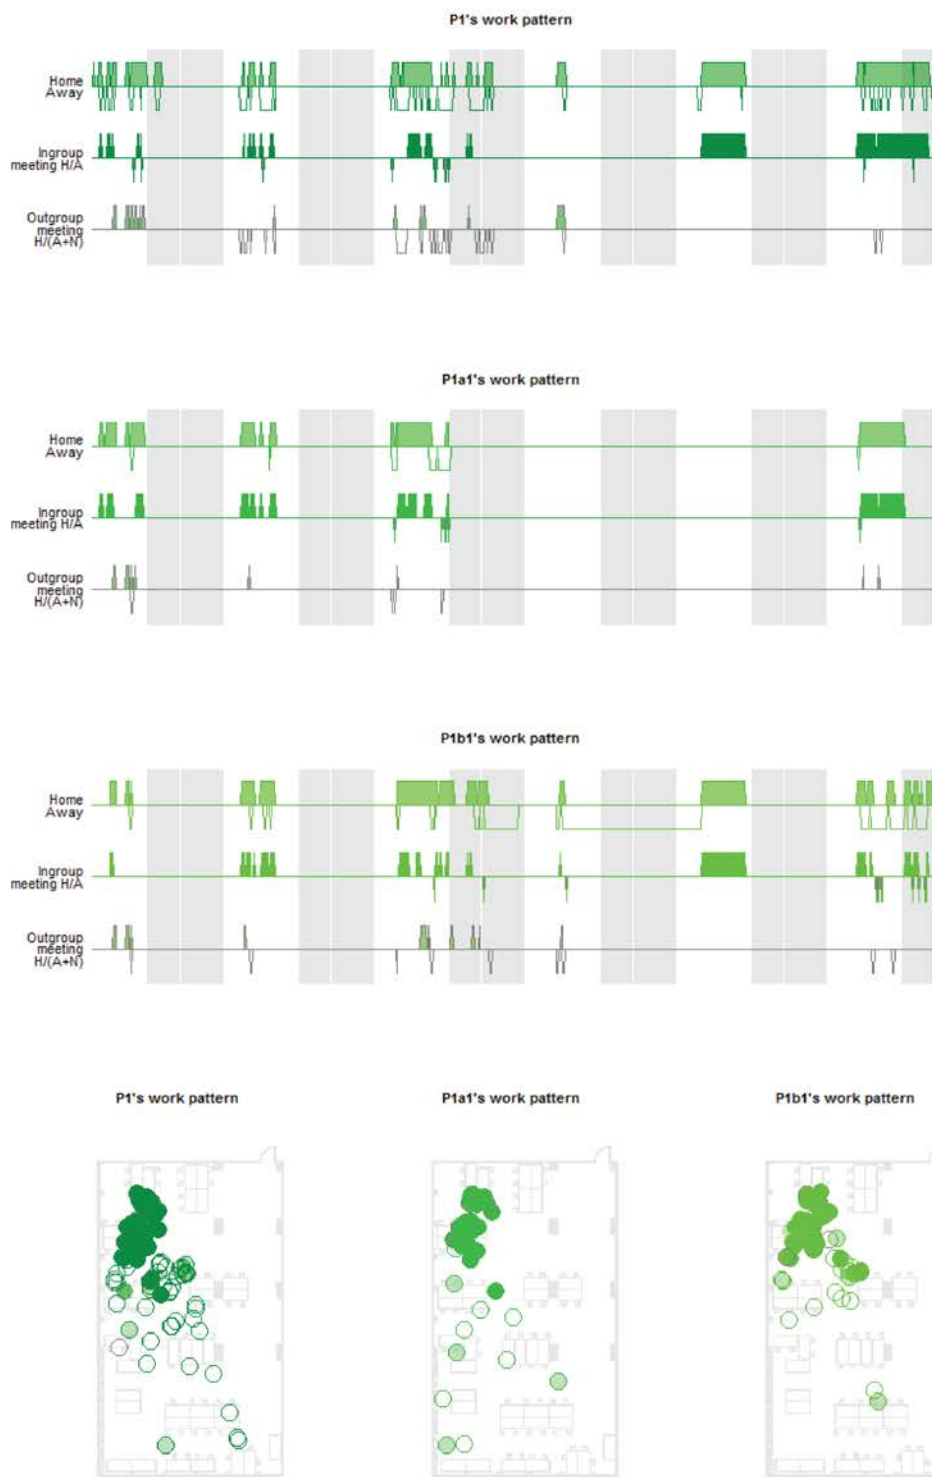 P1's work pattern
Home
Away
Ingroup
meeting H/A
Outgroup
meeting
H/(A+N)
P1a1's work pattern
Home
Away
Ingroup
meeting H/A
Outgroup
meeting
H/(A+N)
P1b1's work pattern
Home
Away
Ingroup
meeting H/A
Outgroup
meeting
H/(A+N)
P1's work pattern
P1a1's work pattern
P1b1's work pattern